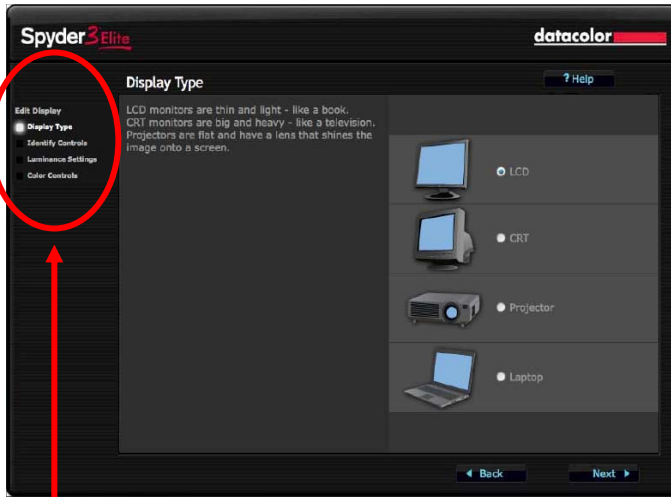 Spyder3Elite
datacolor
Display Type
? Help
Edit Display
Display Type
Identify Controls
Luminance Settings
Color Controls
LCD monitors are thin and light - like a book.
CRT monitors are big and heavy - like a television.
Projectors are flat and have a lens that shines the
image onto a screen.
LCD
CRT
Projector
Laptop
Back
Next